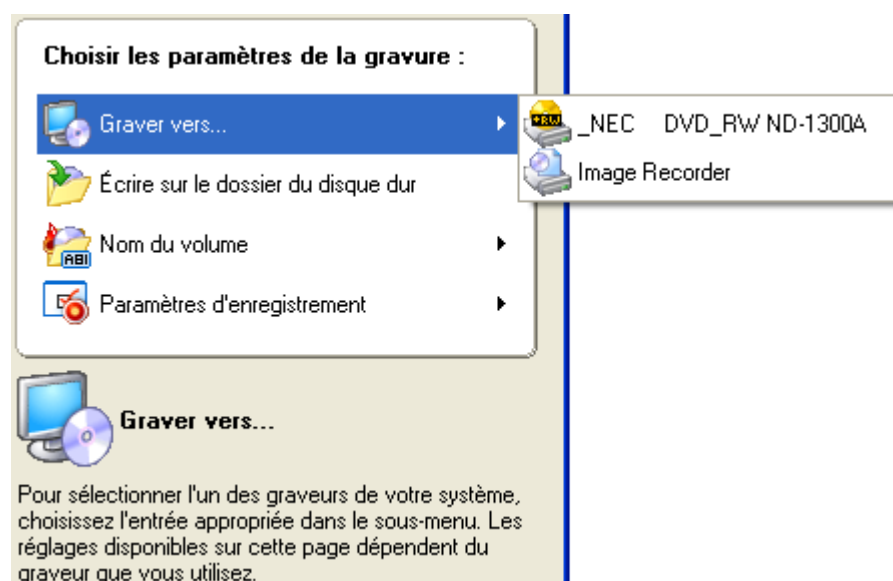 Choisir les paramètres de la gravure :
Graver vers...
_NEC DVD_RW ND-1300A
Image Recorder
Écrire sur le dossier du disque dur
Nom du volume
ABI
Paramètres d'enregistrement
Graver vers...
Pour sélectionner l'un des graveurs de votre système,
choisissez l'entrée appropriée dans le sous-menu. Les
réglages disponibles sur cette page dépendent du
graveur que vous utilisez.
+RW